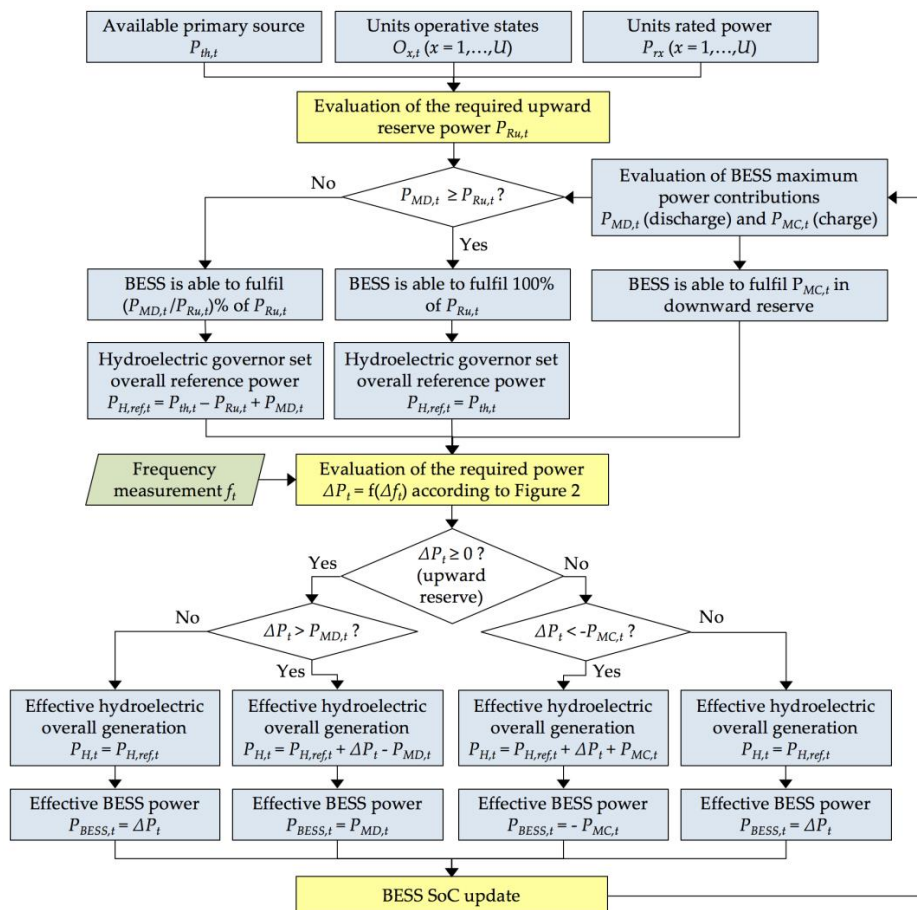 Available primary source
P_th,t
Units operative states
O_x,t (x = 1,…,U)
Units rated power
P_rx (x = 1,…,U)
Evaluation of the required upward
reserve power P_Ru,t
No
P_MD,t ≥ P_Ru,t ?
Yes
Evaluation of BESS maximum
power contributions
P_MD,t (discharge) and P_MC,t (charge)
BESS is able to fulfil
(P_MD,t /P_Ru,t)% of P_Ru,t
BESS is able to fulfil 100%
of P_Ru,t
BESS is able to fulfil P_MC,t in
downward reserve
Hydroelectric governor set
overall reference power
P_H,ref,t = P_th,t – P_Ru,t + P_MD,t
Hydroelectric governor set
overall reference power
P_H,ref,t = P_th,t
Frequency
measurement f_t
Evaluation of the required power
ΔP_t = f(Δf_t) according to Figure 2
Yes
ΔP_t ≥ 0 ?
(upward
reserve)
No
No
ΔP_t > P_MD,t ?
Yes
ΔP_t < -P_MC,t ?
No
Yes
Effective hydroelectric
overall generation
P_H,t = P_H,ref,t
Effective hydroelectric
overall generation
P_H,t = P_H,ref,t + ΔP_t - P_MD,t
Effective hydroelectric
overall generation
P_H,t = P_H,ref,t + ΔP_t + P_MC,t
Effective hydroelectric
overall generation
P_H,t = P_H,ref,t
Effective BESS power
P_BESS,t = ΔP_t
Effective BESS power
P_BESS,t = P_MD,t
Effective BESS power
P_BESS,t = - P_MC,t
Effective BESS power
P_BESS,t = ΔP_t
BESS SoC update